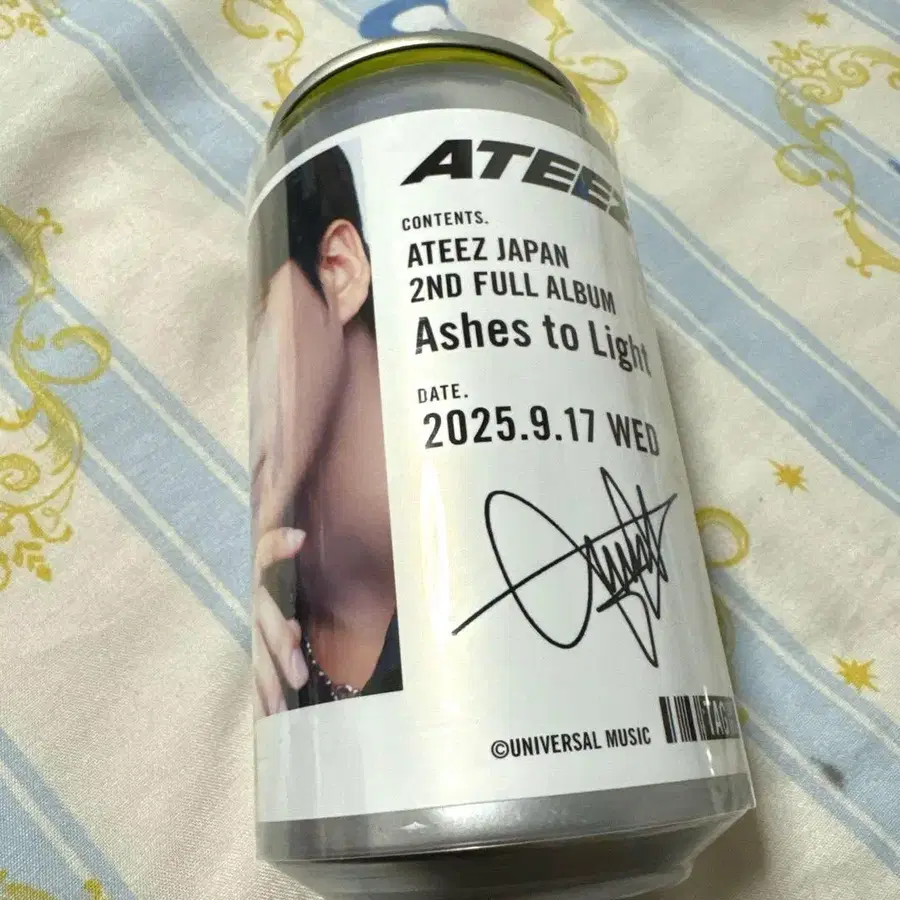 ATEEZ
CONTENTS.
ATEEZ JAPAN
2ND FULL ALBUM
Ashes to Light
DATE.
2025.9.17 WED
©UNIVERSAL MUSIC